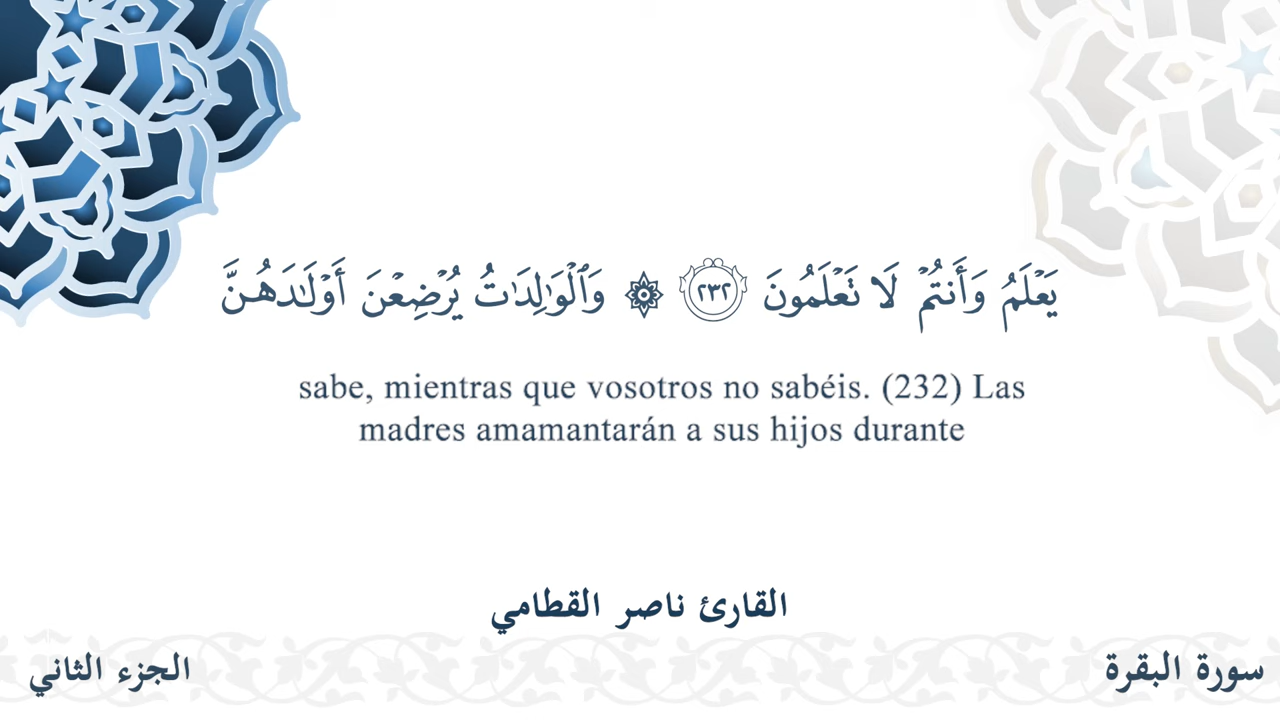 يَعْلَمُ وَأَنتُمْ لَا تَعْلَمُونَ ٢٣٢ ۞ وَٱلْوَٰلِدَٰتُ يُرْضِعْنَ أَوْلَٰدَهُنَّ
sabe, mientras que vosotros no sabéis. (232) Las
madres amamantarán a sus hijos durante
القارئ ناصر القطامي
سورة البقرة
الجزء الثاني